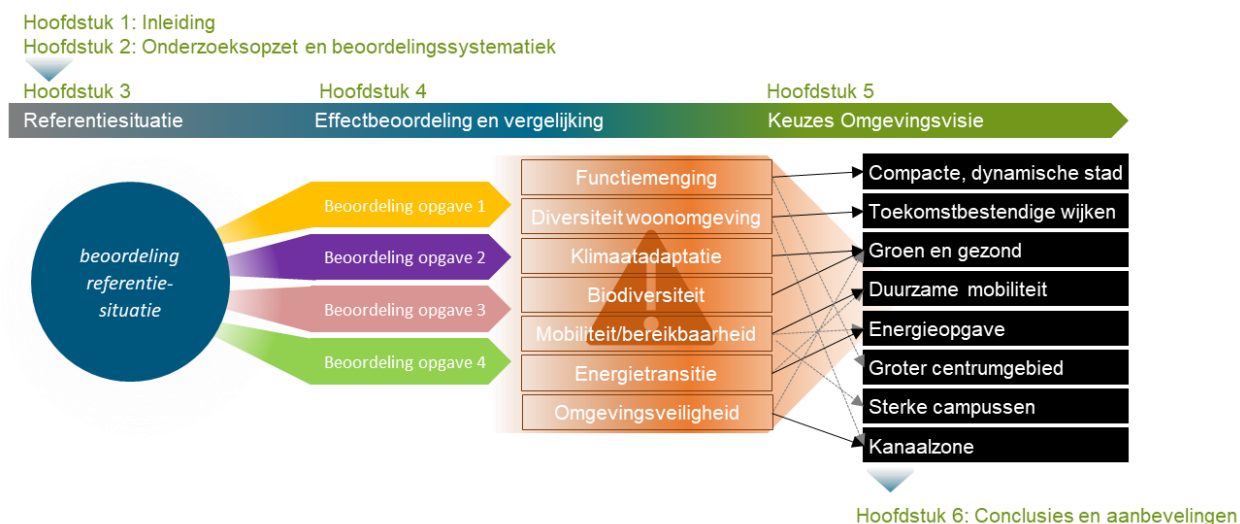 Hoofdstuk 1: Inleiding
Hoofdstuk 2: Onderzoeksopzet en beoordelingssystematiek
Hoofdstuk 3
Hoofdstuk 4
Hoofdstuk 5
Referentiesituatie
Effectbeoordeling en vergelijking
Keuzes Omgevingsvisie
beoordeling
referentie-
situatie
Beoordeling opgave 1
Beoordeling opgave 2
Beoordeling opgave 3
Beoordeling opgave 4
Functiemenging
Diversiteit woonomgeving
Klimaatadaptatie
Biodiversiteit
Mobiliteit/bereikbaarheid
Energietransitie
Omgevingsveiligheid
Compacte, dynamische stad
Toekomstbestendige wijken
Groen en gezond
Duurzame mobiliteit
Energieopgave
Groter centrumgebied
Sterke campussen
Kanaalzone
Hoofdstuk 6: Conclusies en aanbevelingen